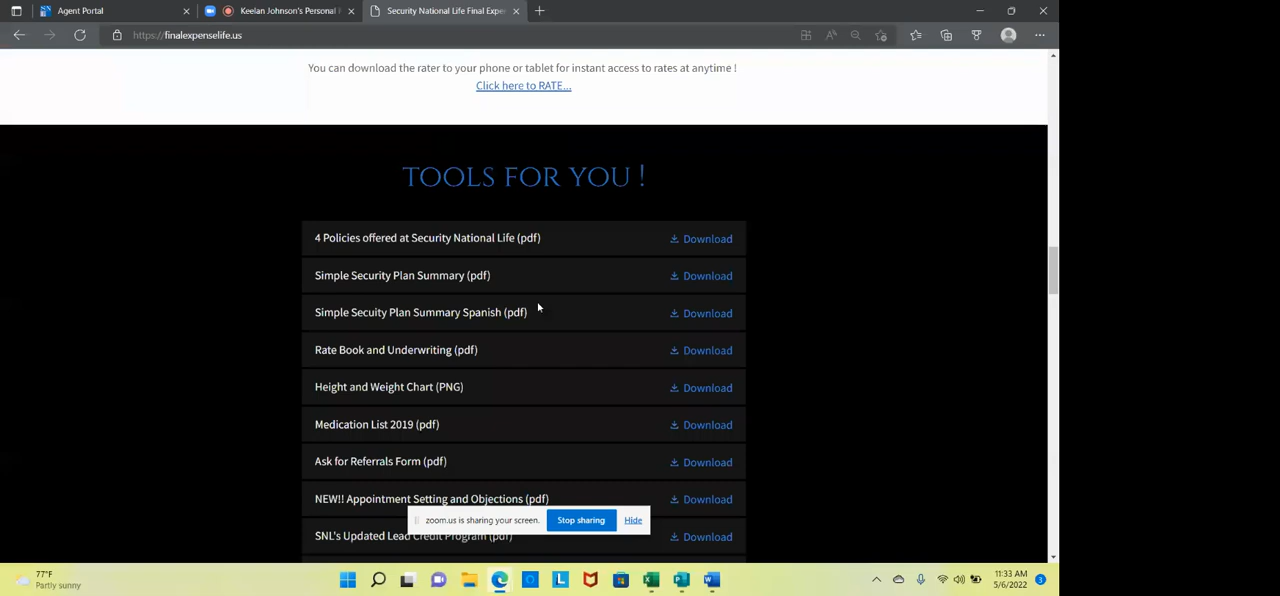 Agent Portal
Keelan Johnson's Personal
Security National Life Final Expe
https://finalexpenselife.us
You can download the rater to your phone or tablet for instant access to rates at anytime !
Click here to RATE...
TOOLS FOR YOU !
4 Policies offered at Security National Life (pdf) Download
Simple Security Plan Summary (pdf) Download
Simple Secuity Plan Summary Spanish (pdf) Download
Rate Book and Underwriting (pdf) Download
Height and Weight Chart (PNG) Download
Medication List 2019 (pdf) Download
Ask for Referrals Form (pdf) Download
NEW!! Appointment Setting and Objections (pdf) Download
zoom.us is sharing your screen. Stop sharing Hide
SNL's Updated Lead Credit Program (pdf) Download
77°F
Partly sunny
11:33 AM
5/6/2022
3